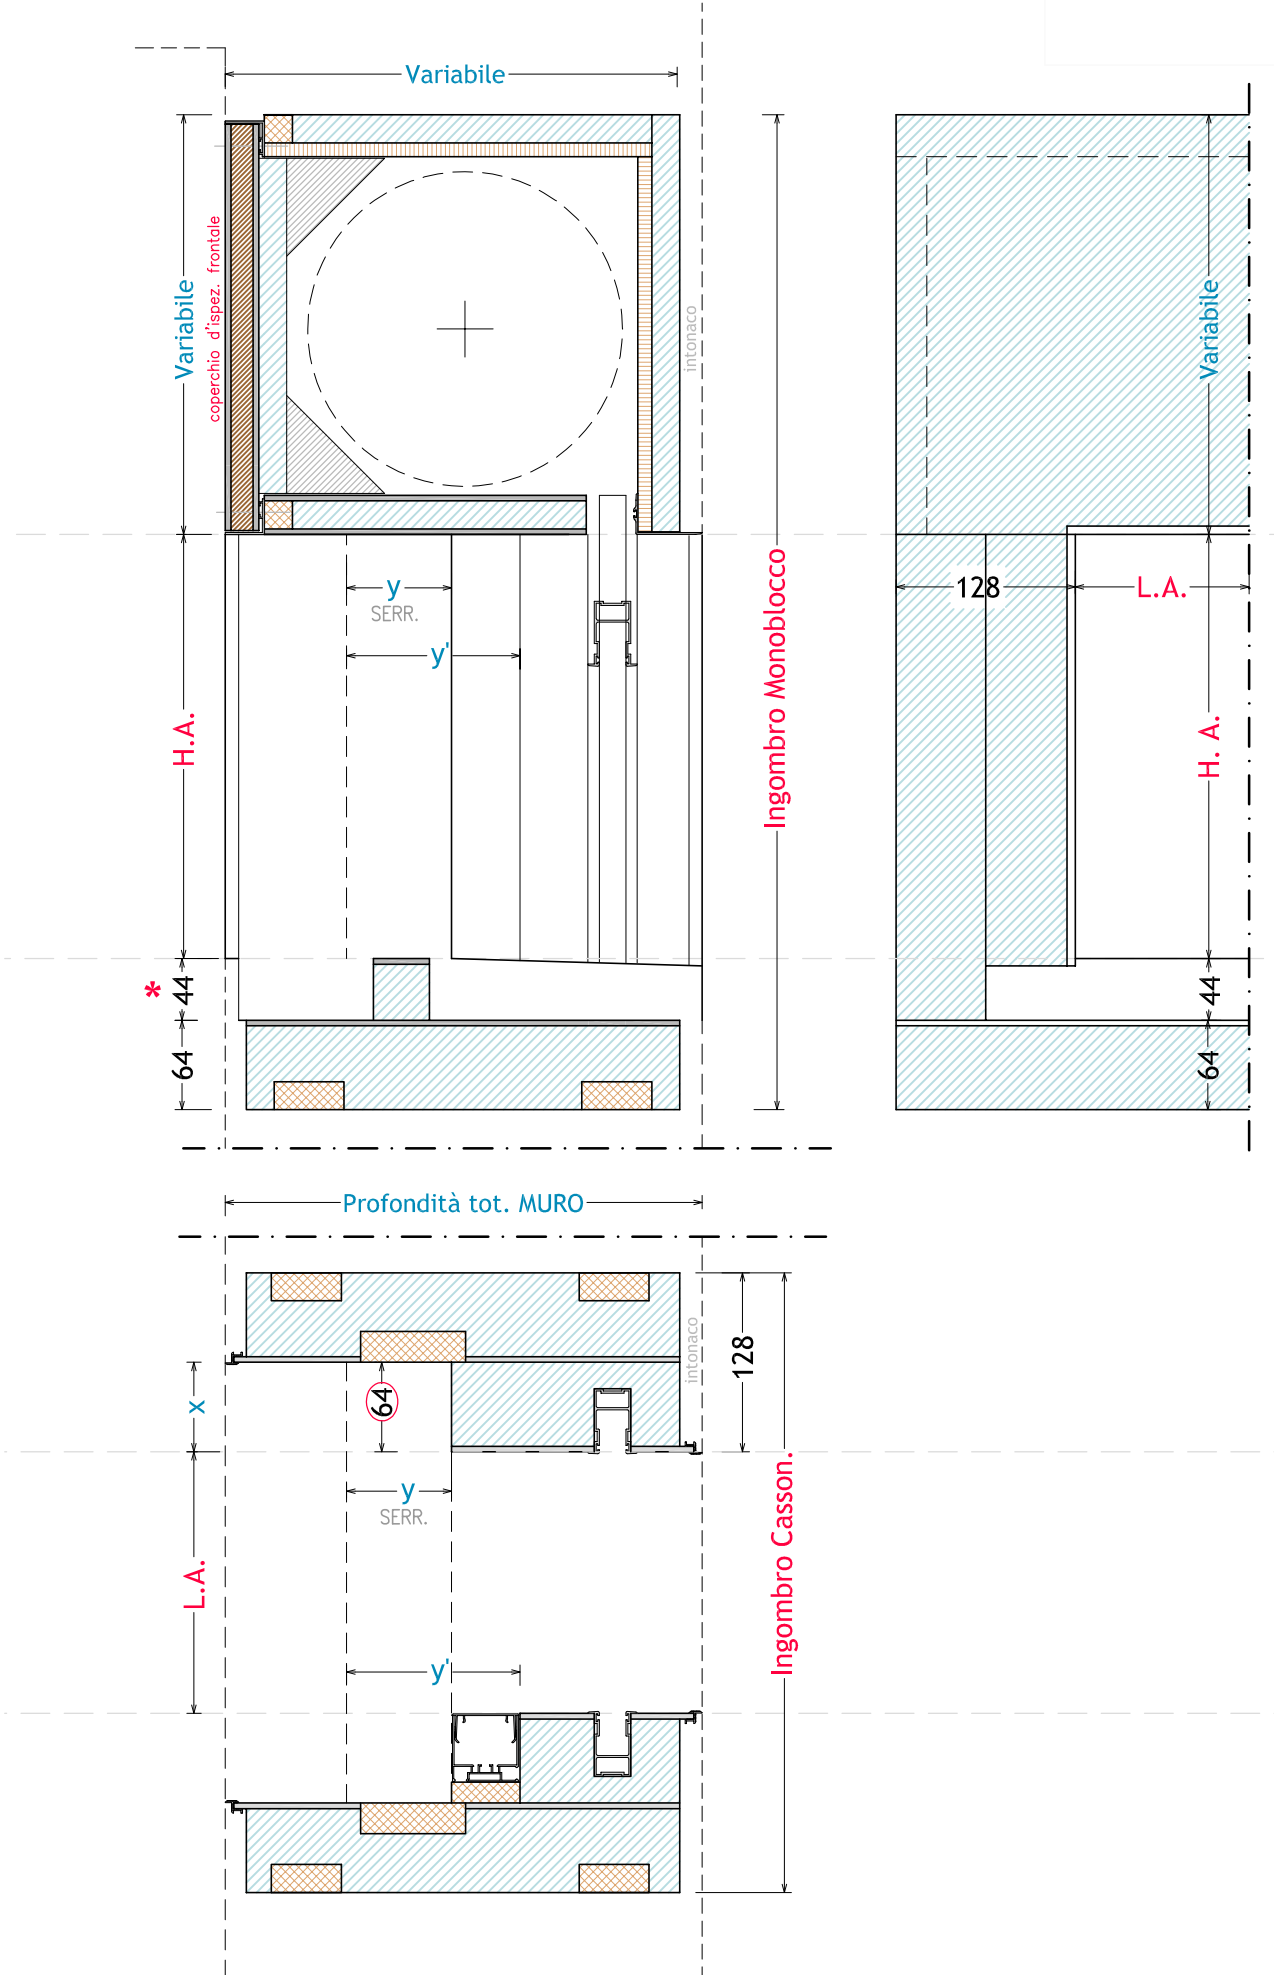 Variabile
Variabile
coperchio d'ispez. frontale
intonaco
Variabile
y
SERR.
y'
H.A.
Ingombro Monoblocco
128
L.A.
H. A.
*
44
64
44
64
Profondità tot. MURO
x
64
intonaco
128
y
SERR.
L.A.
Ingombro Casson.
y'